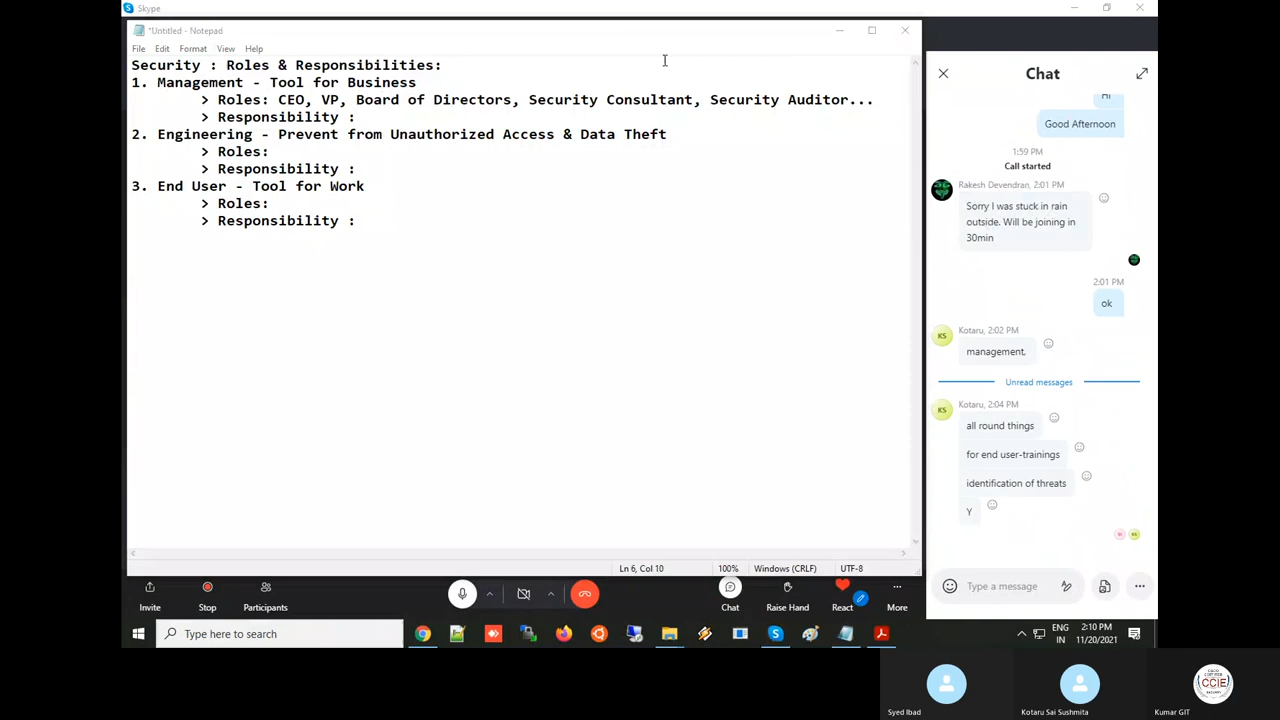 Skype
*Untitled - Notepad
File Edit Format View Help
Security : Roles & Responsibilities:
1. Management - Tool for Business
> Roles: CEO, VP, Board of Directors, Security Consultant, Security Auditor...
> Responsibility :
2. Engineering - Prevent from Unauthorized Access & Data Theft
> Roles:
> Responsibility :
3. End User - Tool for Work
> Roles:
> Responsibility :
Ln 6, Col 10 100% Windows (CRLF) UTF-8
Chat
Hi
Good Afternoon
1:59 PM
Call started
Rakesh Devendran, 2:01 PM
Sorry I was stuck in rain
outside. Will be joining in
30min
2:01 PM
ok
KS
Kotaru, 2:02 PM
management,
Unread messages
KS
Kotaru, 2:04 PM
all round things
for end user-trainings
identification of threats
Y
KS
Type a message
Invite Stop Participants Chat Raise Hand React More
Type here to search
ENG
IN
2:10 PM
11/20/2021
CCIE
Syed Ibad
Kotaru Sai Sushmita
Kumar GIT